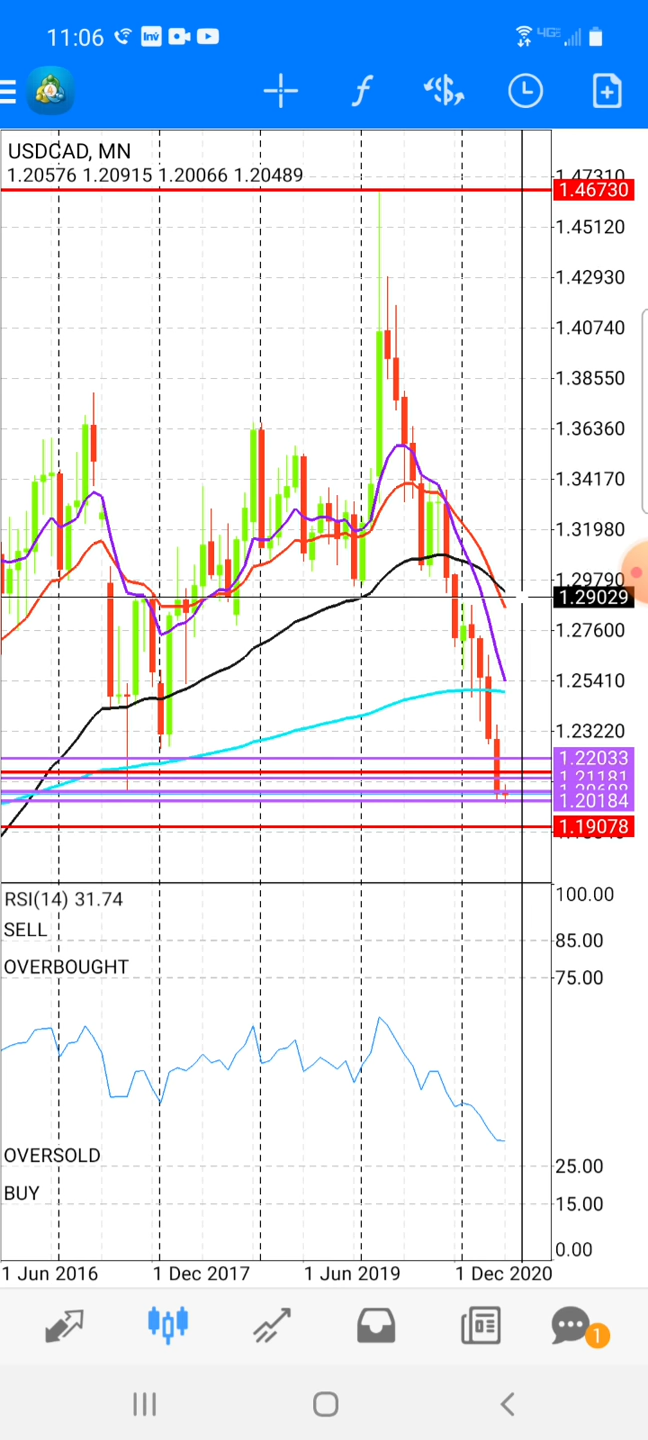 11:06
INV
4GE
USDCAD, MN
1.20576 1.20915 1.20066 1.20489
1.47310
1.46730
1.45120
1.42930
1.40740
1.38550
1.36360
1.34170
1.31980
1.29790
1.29029
1.27600
1.25410
1.23220
1.22033
1.21181
1.20184
1.19078
RSI(14) 31.74
100.00
SELL
85.00
OVERBOUGHT
75.00
OVERSOLD
25.00
BUY
15.00
0.00
1 Jun 2016 1 Dec 2017 1 Jun 2019 1 Dec 2020
1